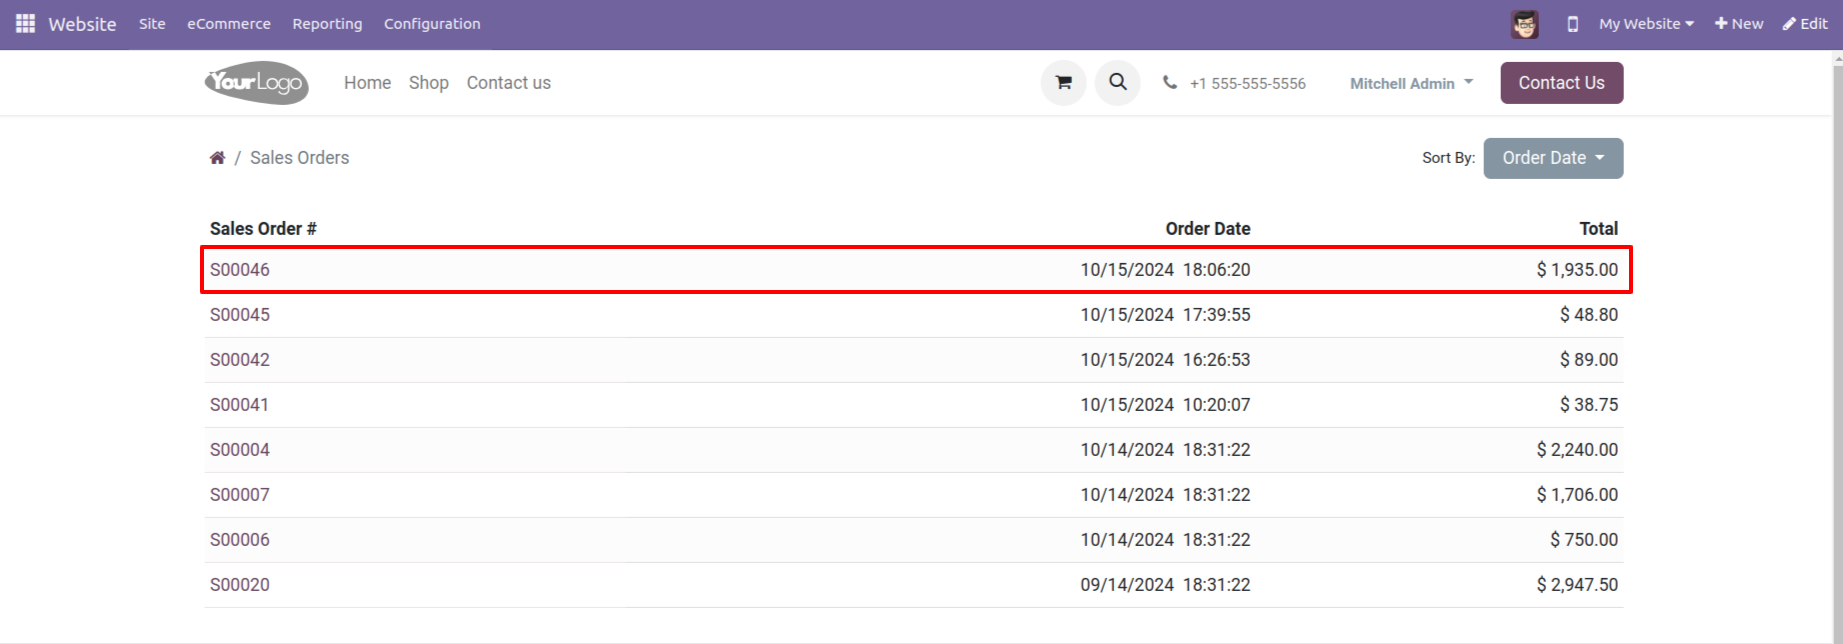 Website Site eCommerce Reporting Configuration My Website New Edit
YourLogo Home Shop Contact us +1 555-555-5556 Mitchell Admin Contact Us
/ Sales Orders Sort By: Order Date
Sales Order # Order Date Total
S00046 10/15/2024 18:06:20 $ 1,935.00
S00045 10/15/2024 17:39:55 $ 48.80
S00042 10/15/2024 16:26:53 $ 89.00
S00041 10/15/2024 10:20:07 $ 38.75
S00004 10/14/2024 18:31:22 $ 2,240.00
S00007 10/14/2024 18:31:22 $ 1,706.00
S00006 10/14/2024 18:31:22 $ 750.00
S00020 09/14/2024 18:31:22 $ 2,947.50